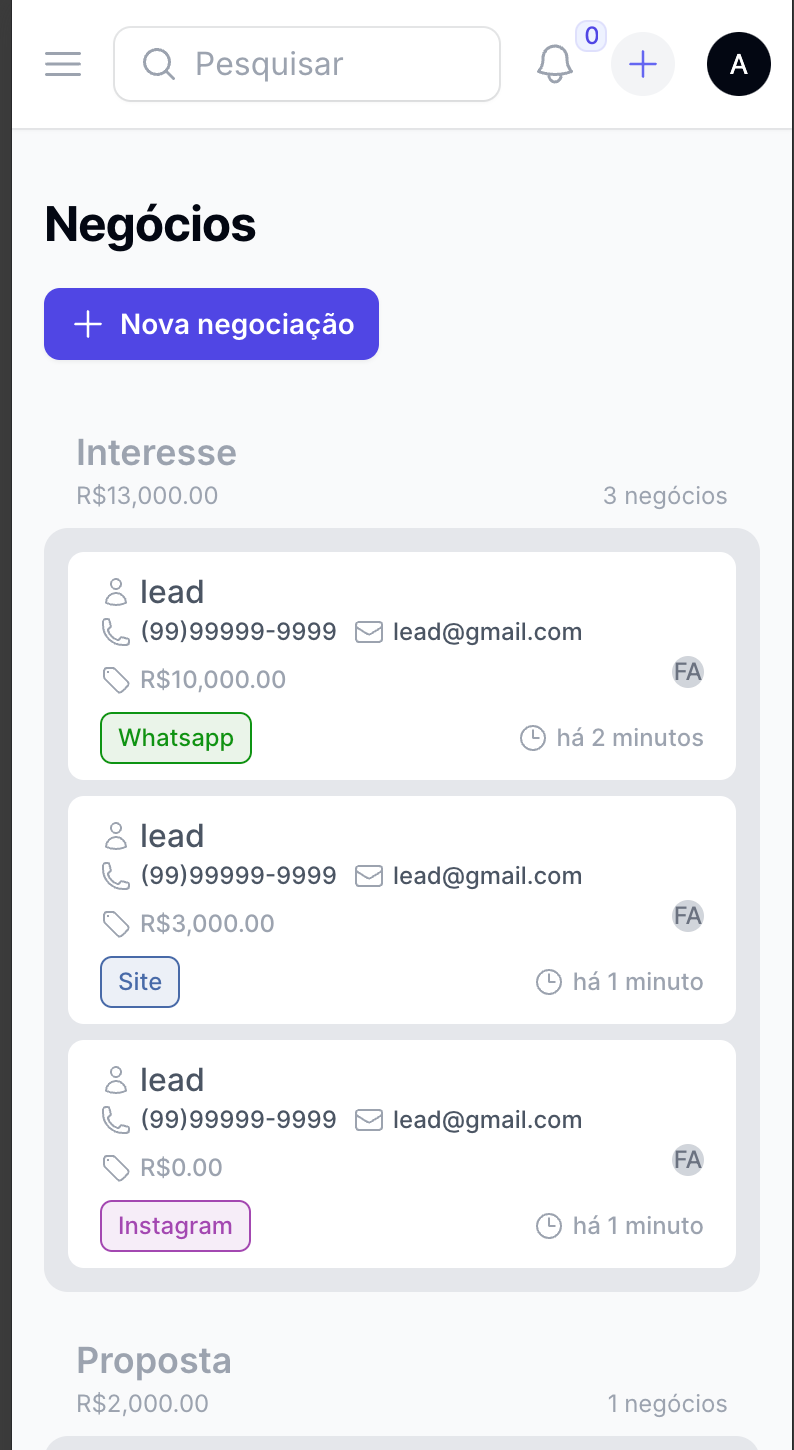 Pesquisar 0 A
Negócios
Nova negociação
Interesse
R$13,000.00 3 negócios
lead
(99)99999-9999 lead@gmail.com
R$10,000.00 FA
Whatsapp há 2 minutos
lead
(99)99999-9999 lead@gmail.com
R$3,000.00 FA
Site há 1 minuto
lead
(99)99999-9999 lead@gmail.com
R$0.00 FA
Instagram há 1 minuto
Proposta
R$2,000.00 1 negócios